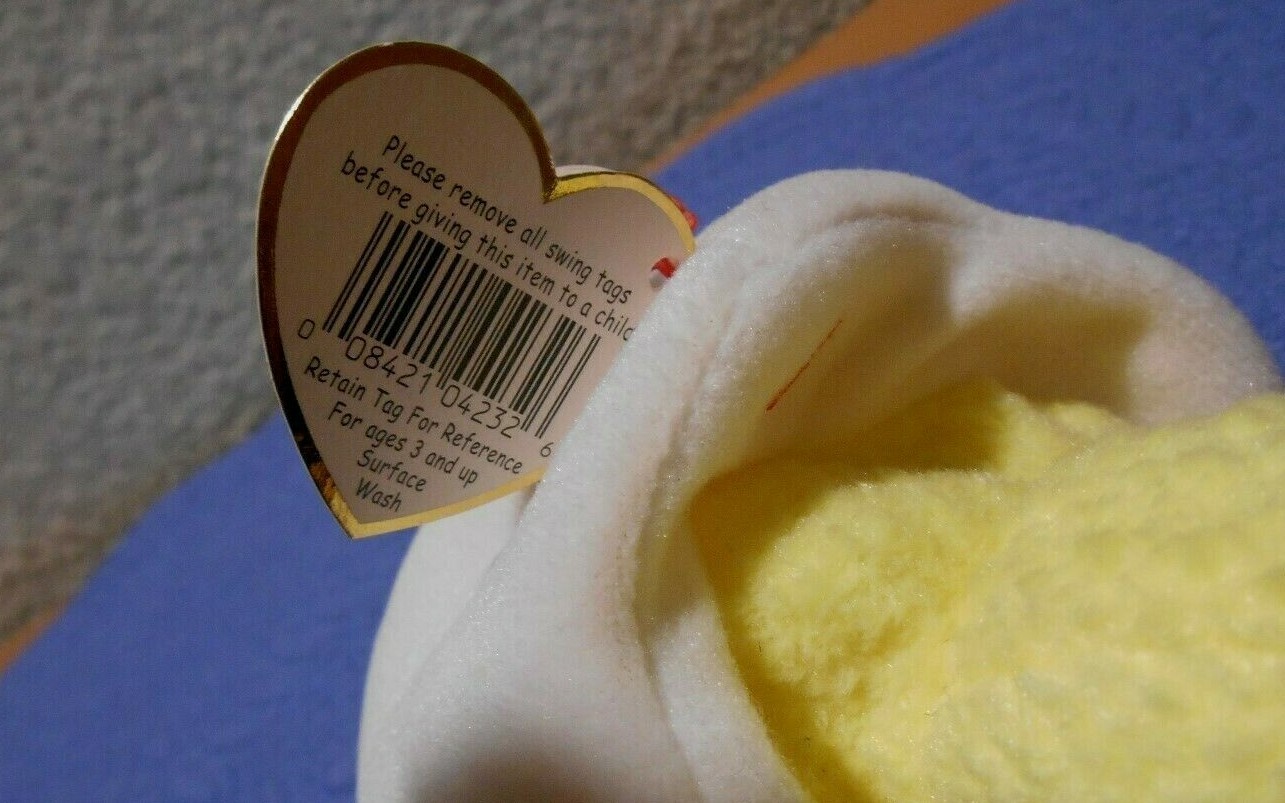 Please remove all swing tags
before giving this item to a child
0 08421 04232 6
Retain Tag For Reference
For ages 3 and up
Surface
Wash